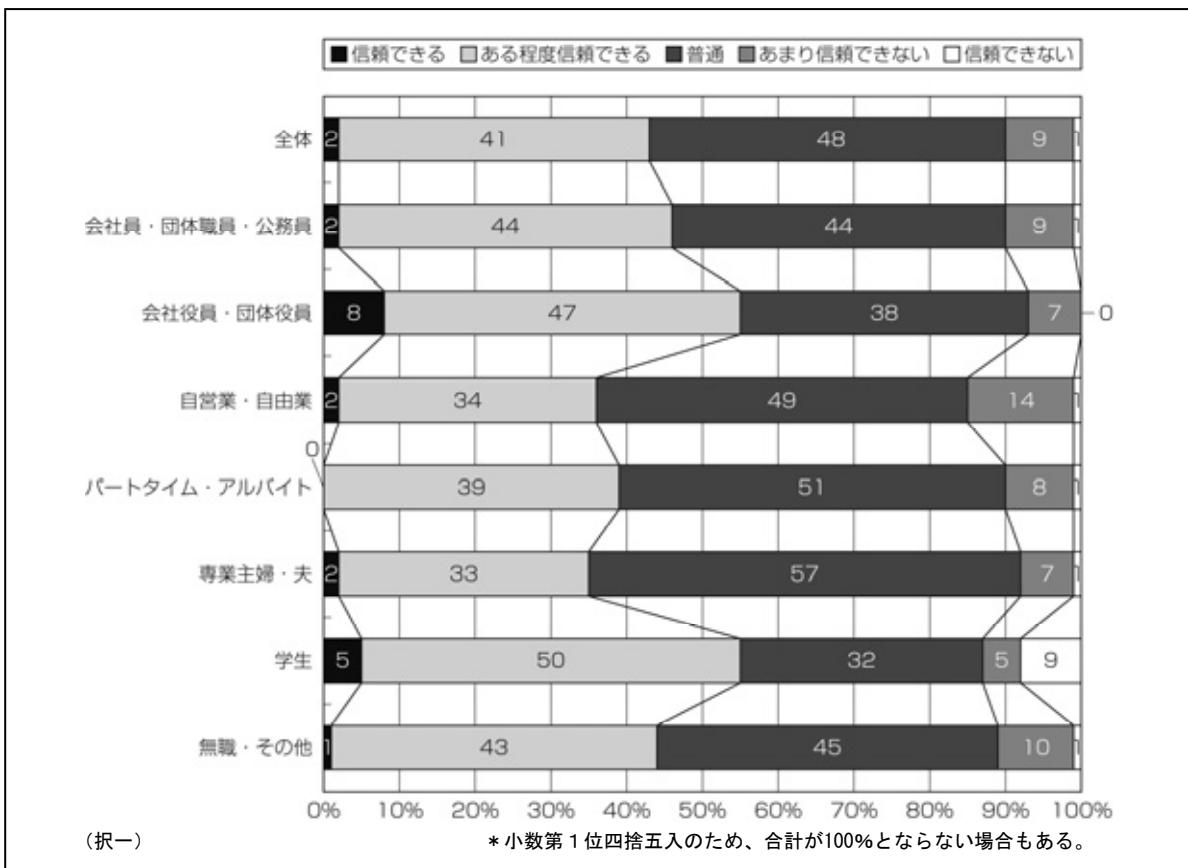 ■信頼できる □ある程度信頼できる ■普通 ■あまり信頼できない □信頼できない
全体 2 41 48 9 1
会社員・団体職員・公務員 2 44 44 9 1
会社役員・団体役員 8 47 38 7 0
自営業・自由業 2 34 49 14 1
0
パートタイム・アルバイト 39 51 8 1
専業主婦・夫 2 33 57 7 1
学生 5 50 32 5 9
無職・その他 1 43 45 10 1
0% 10% 20% 30% 40% 50% 60% 70% 80% 90% 100%
(択一) *小数第1位四捨五入のため、合計が100%とならない場合もある。